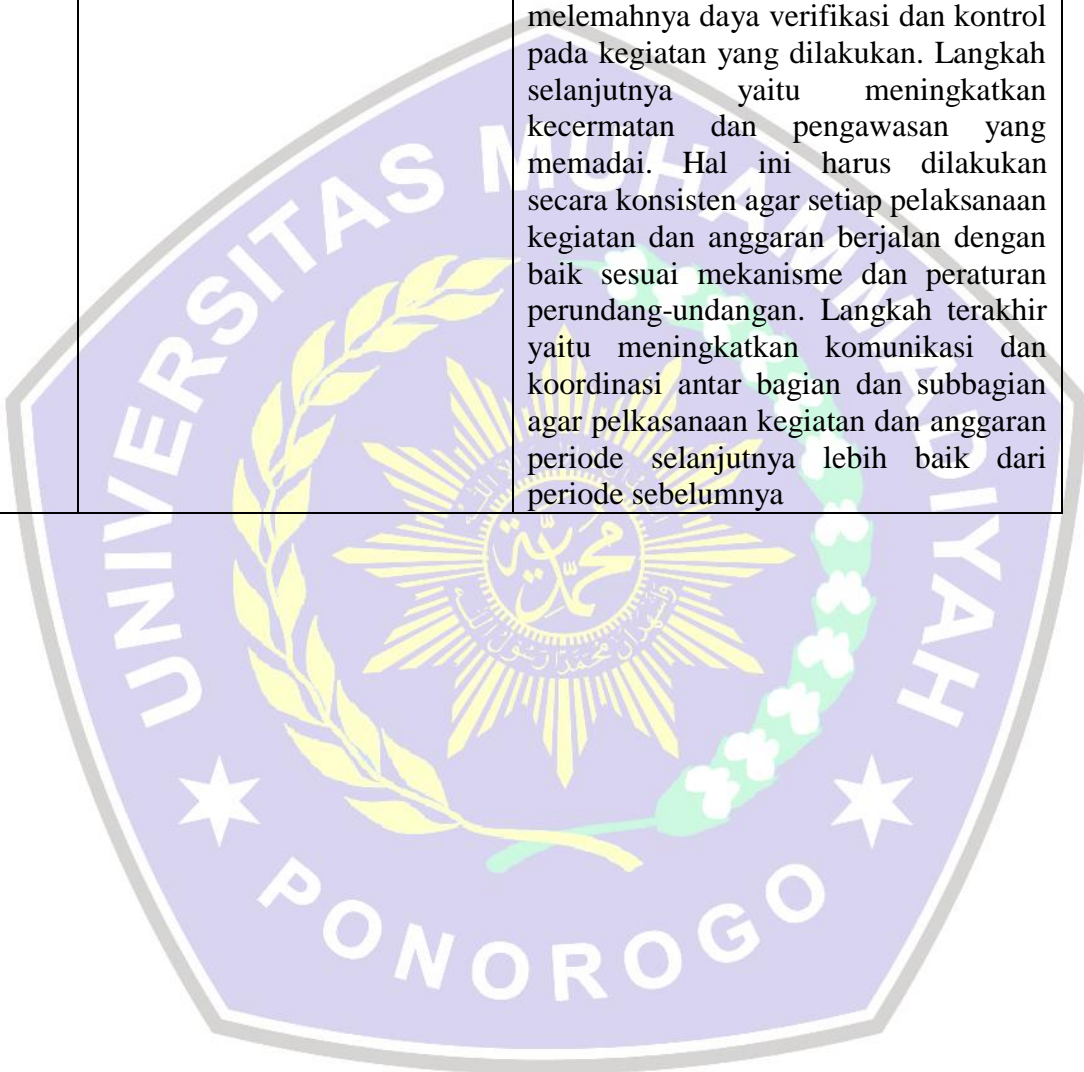 melemahnya daya verifikasi dan kontrol
pada kegiatan yang dilakukan. Langkah
selanjutnya yaitu meningkatkan
kecermatan dan pengawasan yang
memadai. Hal ini harus dilakukan
secara konsisten agar setiap pelaksanaan
kegiatan dan anggaran berjalan dengan
baik sesuai mekanisme dan peraturan
perundang-undangan. Langkah terakhir
yaitu meningkatkan komunikasi dan
koordinasi antar bagian dan subbagian
agar pelkasanaan kegiatan dan anggaran
periode selanjutnya lebih baik dari
periode sebelumnya
UNIVERSITAS MUHAMMADIYAH
PONOROGO
محمدية